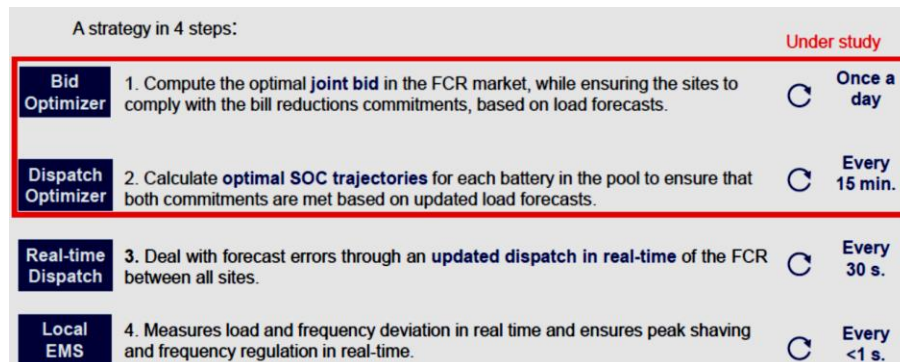 A strategy in 4 steps:
Under study
Bid
Optimizer
1. Compute the optimal joint bid in the FCR market, while ensuring the sites to
comply with the bill reductions commitments, based on load forecasts.
Once a
day
Dispatch
Optimizer
2. Calculate optimal SOC trajectories for each battery in the pool to ensure that
both commitments are met based on updated load forecasts.
Every
15 min.
Real-time
Dispatch
3. Deal with forecast errors through an updated dispatch in real-time of the FCR
between all sites.
Every
30 s.
Local
EMS
4. Measures load and frequency deviation in real time and ensures peak shaving
and frequency regulation in real-time.
Every
<1 s.